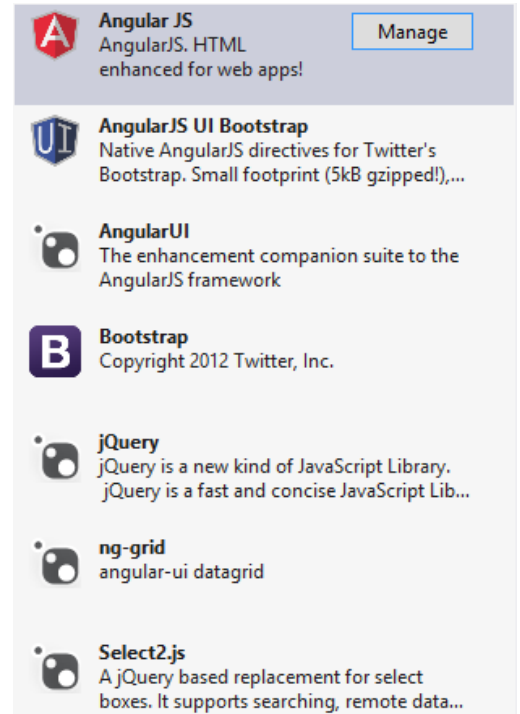 Angular JS
AngularJS. HTML
enhanced for web apps!
Manage
UI
AngularJS UI Bootstrap
Native AngularJS directives for Twitter's
Bootstrap. Small footprint (5kB gzipped!),...
AngularUI
The enhancement companion suite to the
AngularJS framework
B
Bootstrap
Copyright 2012 Twitter, Inc.
jQuery
jQuery is a new kind of JavaScript Library.
jQuery is a fast and concise JavaScript Lib...
ng-grid
angular-ui datagrid
Select2.js
A jQuery based replacement for select
boxes. It supports searching, remote data...